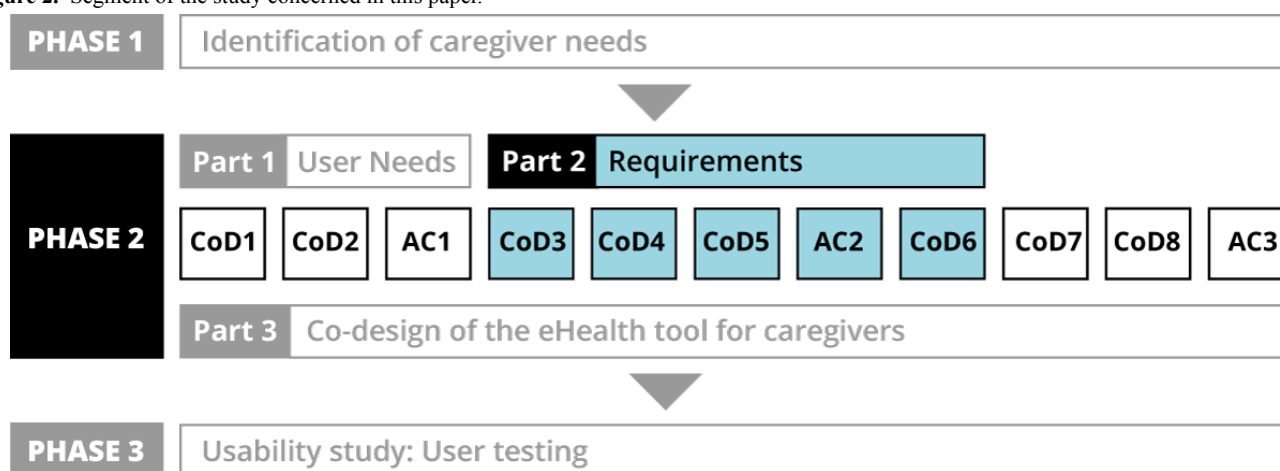 gure 2. Segment of the study concerned in this paper.
PHASE 1 Identification of caregiver needs
Part 1 User Needs Part 2 Requirements
PHASE 2 CoD1 CoD2 AC1 CoD3 CoD4 CoD5 AC2 CoD6 CoD7 CoD8 AC3
Part 3 Co-design of the eHealth tool for caregivers
PHASE 3 Usability study: User testing